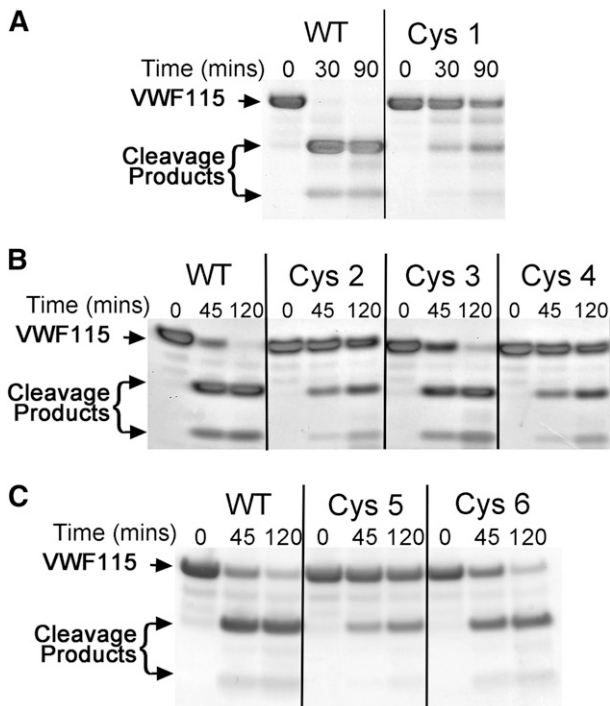 A
WT Cys 1
Time (mins) 0 30 90 0 30 90
VWF115
Cleavage
Products
B
WT Cys 2 Cys 3 Cys 4
Time (mins) 0 45 120 0 45 120 0 45 120 0 45 120
VWF115
Cleavage
Products
C
WT Cys 5 Cys 6
Time (mins) 0 45 120 0 45 120 0 45 120
VWF115
Cleavage
Products